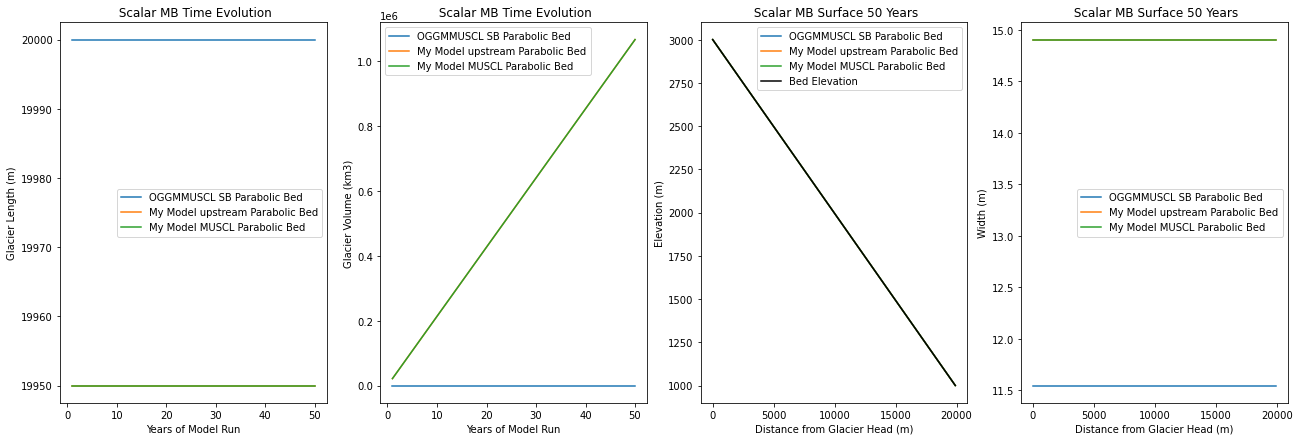 Scalar MB Time Evolution
Glacier Length (m)
20000
19990
19980
19970
19960
19950
OGGMMUSCL SB Parabolic Bed
My Model upstream Parabolic Bed
My Model MUSCL Parabolic Bed
0 10 20 30 40 50
Years of Model Run
Scalar MB Time Evolution
1e6
Glacier Volume (km3)
1.0
0.8
0.6
0.4
0.2
0.0
OGGMMUSCL SB Parabolic Bed
My Model upstream Parabolic Bed
My Model MUSCL Parabolic Bed
0 10 20 30 40 50
Years of Model Run
Scalar MB Surface 50 Years
Elevation (m)
3000
2750
2500
2250
2000
1750
1500
1250
1000
OGGMMUSCL SB Parabolic Bed
My Model upstream Parabolic Bed
My Model MUSCL Parabolic Bed
Bed Elevation
0 5000 10000 15000 20000
Distance from Glacier Head (m)
Scalar MB Surface 50 Years
Width (m)
15.0
14.5
14.0
13.5
13.0
12.5
12.0
11.5
OGGMMUSCL SB Parabolic Bed
My Model upstream Parabolic Bed
My Model MUSCL Parabolic Bed
0 5000 10000 15000 20000
Distance from Glacier Head (m)